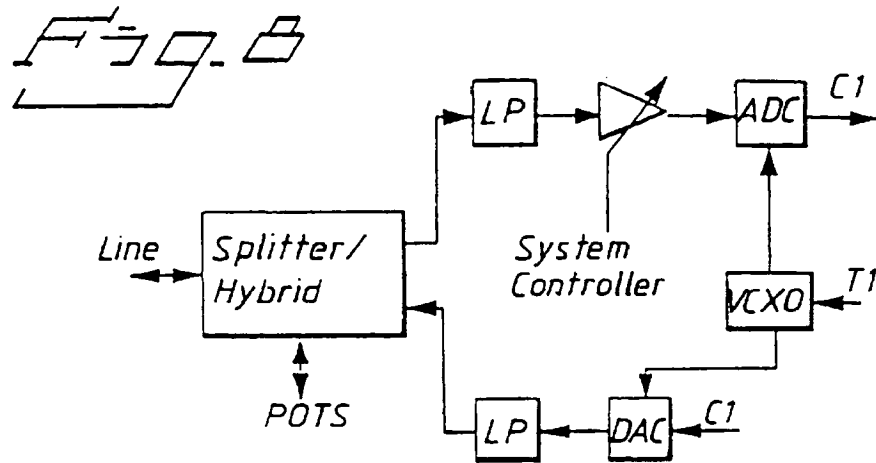 Fig. 8
LP
ADC
C1
Line
Splitter/
Hybrid
System
Controller
VCXO
T1
POTS
LP
DAC
C1